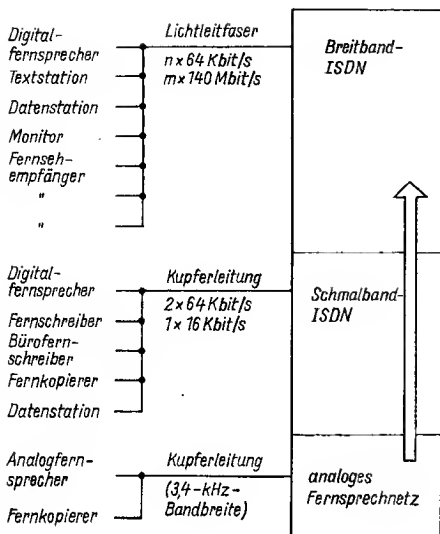 Digital-
fernsprecher
Textstation
Datenstation
Monitor
Fernseh-
empfänger
"
"
Lichtleitfaser
n x 64 Kbit/s
m x 140 Mbit/s
Breitband-
ISDN
Digital-
fernsprecher
Fernschreiber
Bürofern-
schreiber
Fernkopierer
Datenstation
Kupferleitung
2 x 64 Kbit/s
1 x 16 Kbit/s
Schmalband-
ISDN
Analogfern-
sprecher
Fernkopierer
Kupferleitung
(3,4-kHz-
Bandbreite)
analoges
Fernsprechnetz